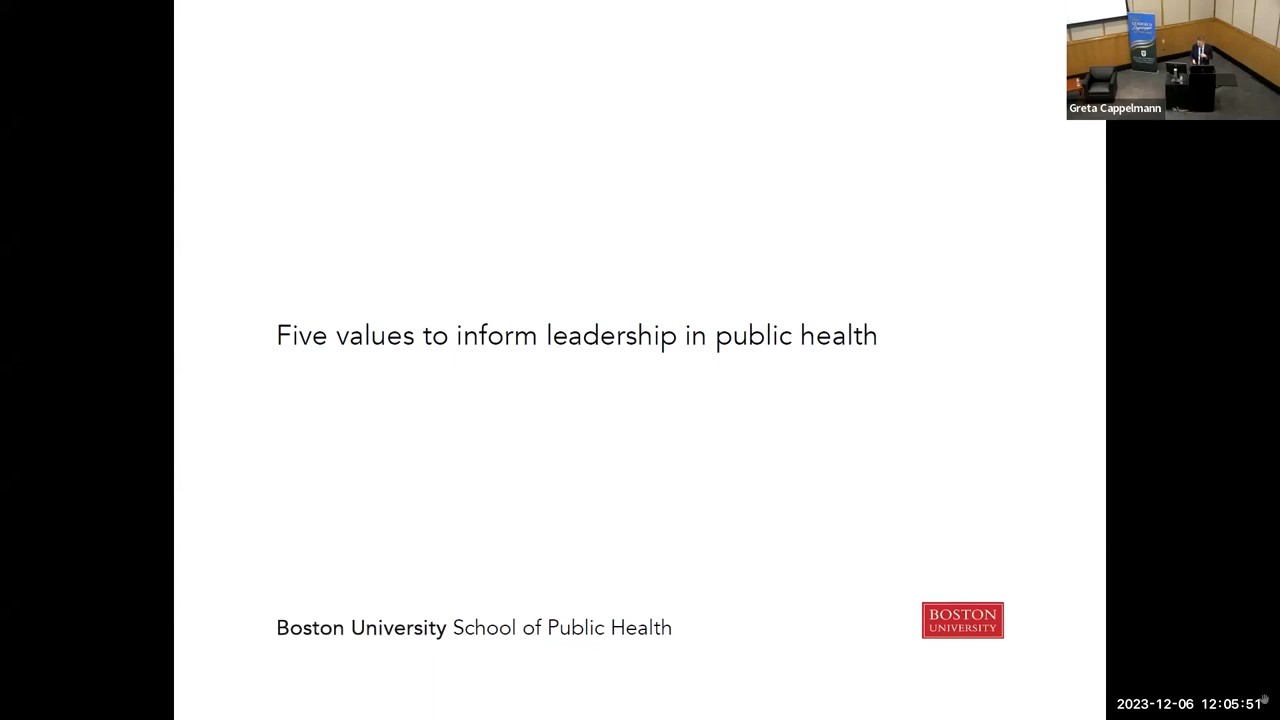 Greta Cappelmann
Five values to inform leadership in public health
Boston University School of Public Health
BOSTON
UNIVERSITY
2023-12-06 12:05:51